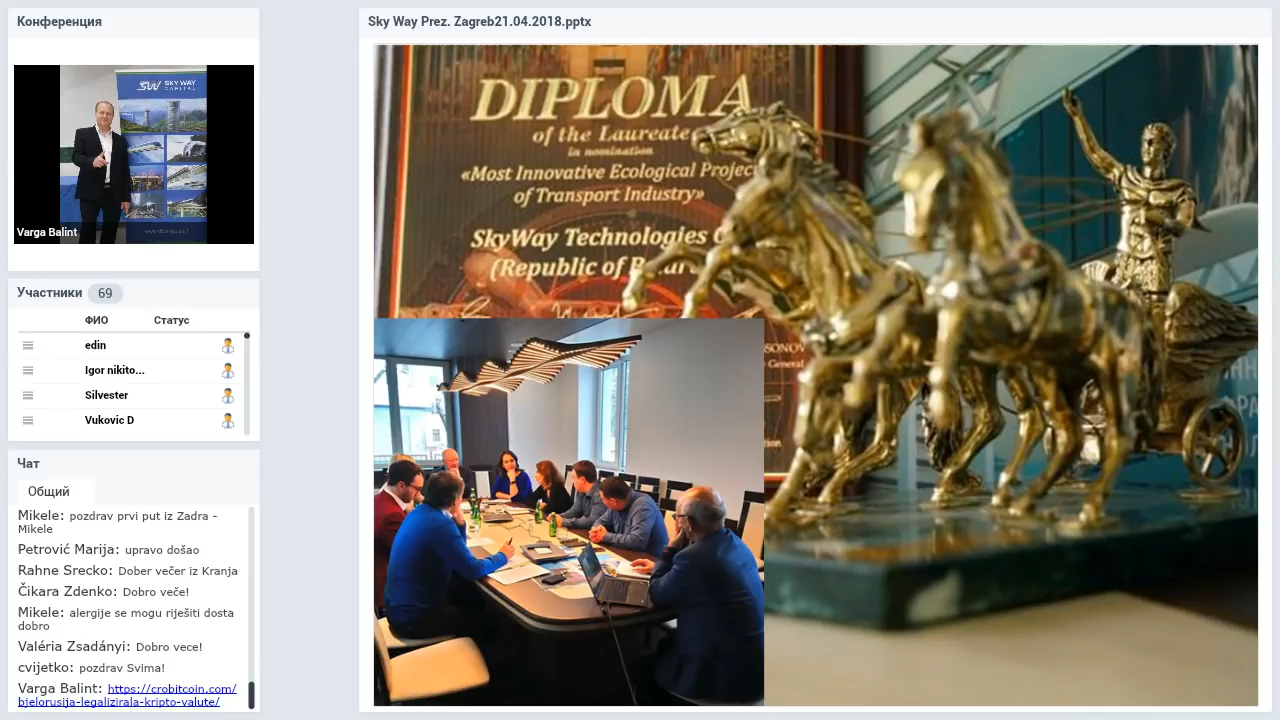 Конференция
SKY WAY
CAPITAL
Varga Balint
Участники 69
ФИО Статус
edin
Igor nikito...
Silvester
Vukovic D
Чат
Общий
Mikele: pozdrav prvi put iz Zadra -
Mikele
Petrović Marija: upravo došao
Rahne Srecko: Dober večer iz Kranja
Čikara Zdenko: Dobro veče!
Mikele: alergije se mogu riješiti dosta
dobro
Valéria Zsadányi: Dobro vece!
cvijetko: pozdrav Svima!
Varga Balint: https://crobitcoin.com/
bjelorusija-legalizirala-kripto-valute/
Sky Way Prez. Zagreb21.04.2018.pptx
DIPLOMA
of the Laureate
in nomination
«Most Innovative Ecological Project
of Transport Industry»
SkyWay Technologies
(Republic of